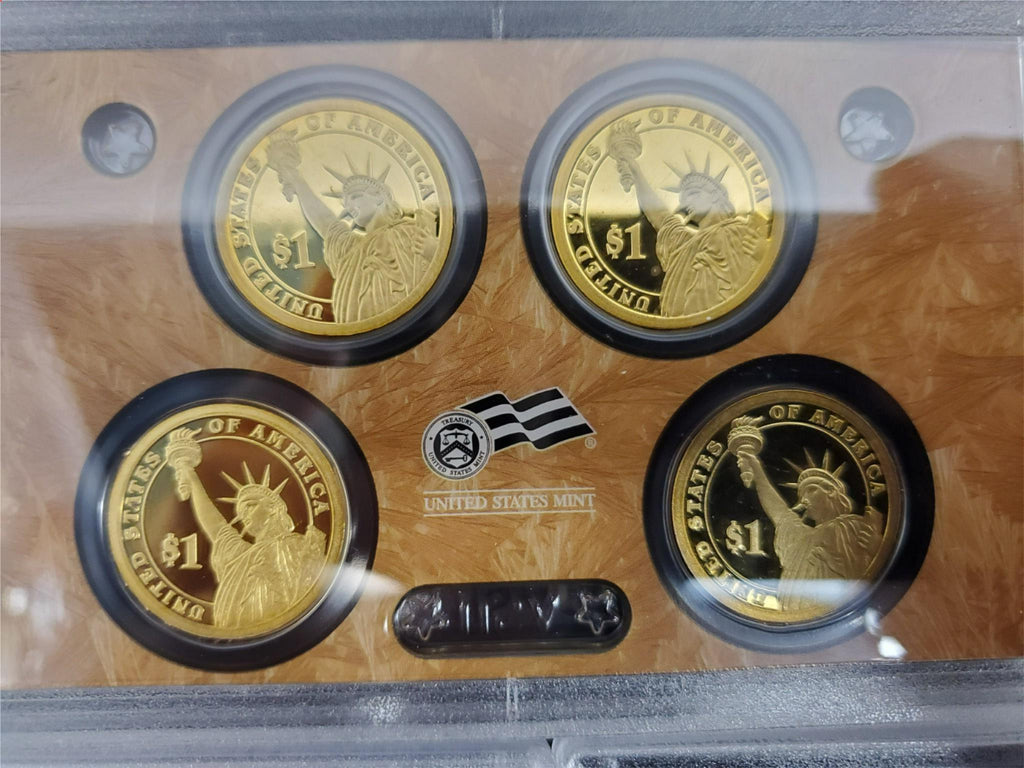 UNITED STATES OF AMERICA
$1
UNITED STATES OF AMERICA
$1
UNITED STATES OF AMERICA
$1
UNITED STATES OF AMERICA
$1
TREASURY
UNITED STATES MINT
®
UNITED STATES MINT